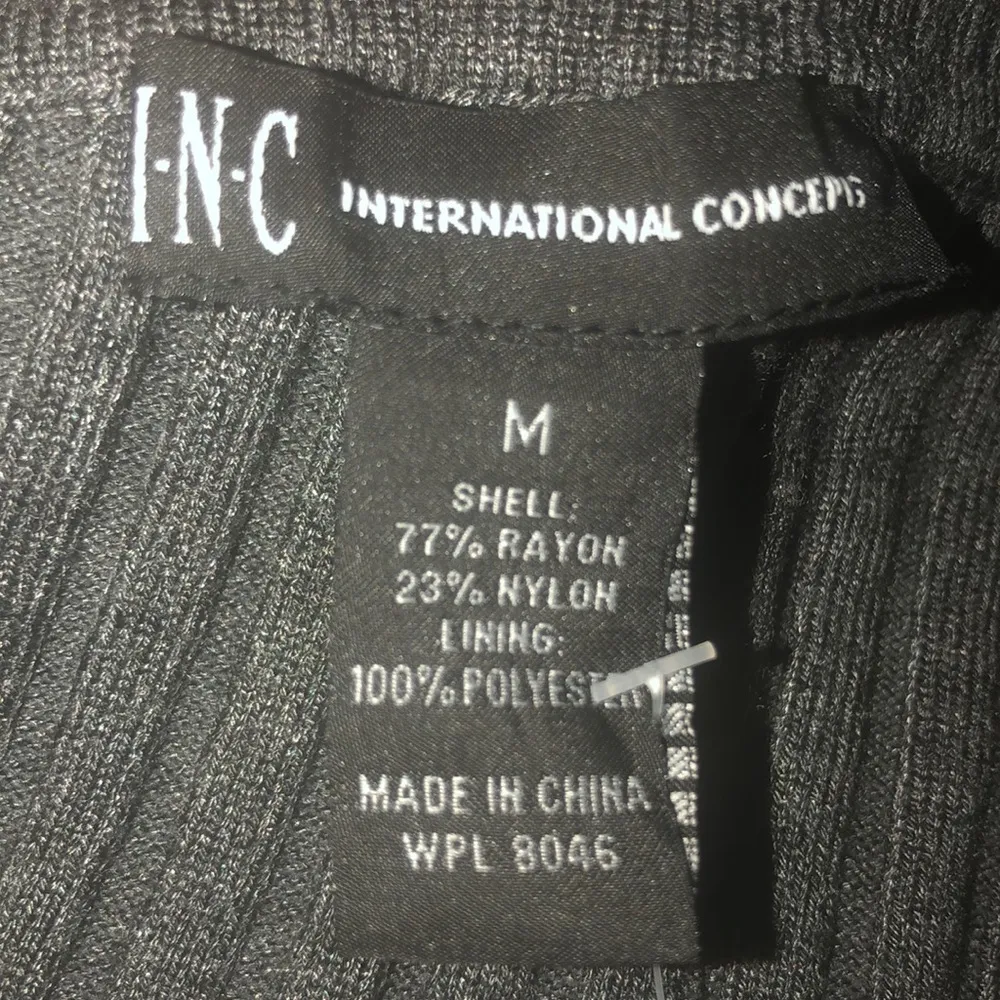 I·N·C INTERNATIONAL CONCEPTS
M
SHELL:
77% RAYON
23% NYLON
LINING:
100% POLYESTER
MADE IN CHINA
WPL 8046